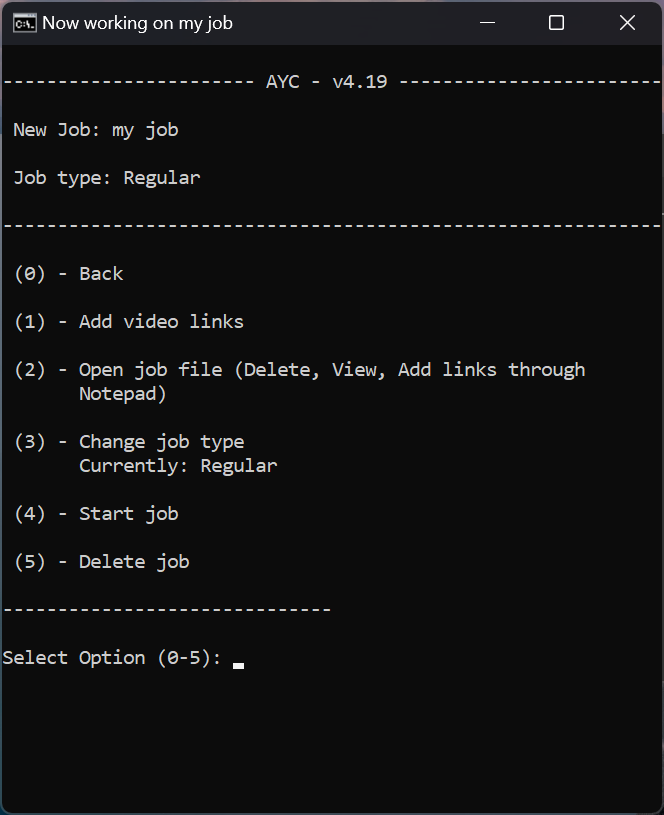 C:\. Now working on my job
----------------------- AYC - v4.19 ------------------------
New Job: my job
Job type: Regular
------------------------------------------------------------
(0) - Back
(1) - Add video links
(2) - Open job file (Delete, View, Add links through
Notepad)
(3) - Change job type
Currently: Regular
(4) - Start job
(5) - Delete job
------------------------------
Select Option (0-5):